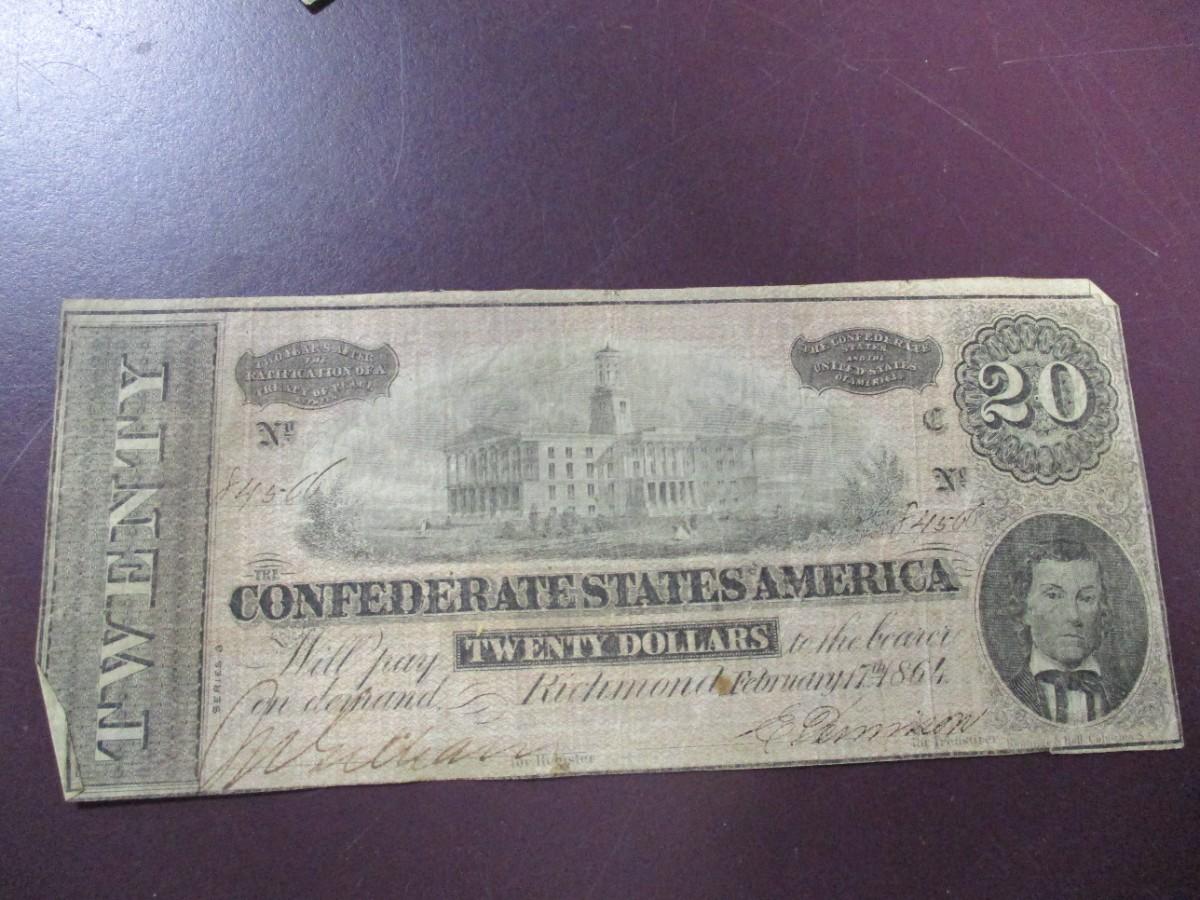 TWENTY
TWO YEARS AFTER
THE
RATIFICATION OF A
TREATY OF PEACE
THE CONFEDERATE
STATES
AND THE
UNITED STATES
OF AMERICA
20
No
C
84566
No
84566
THE
CONFEDERATE STATES AMERICA
Will pay TWENTY DOLLARS to the bearer
on demand
Richmond February 17th 1864
SERIES
E Dennison
for Register
for Treasurer